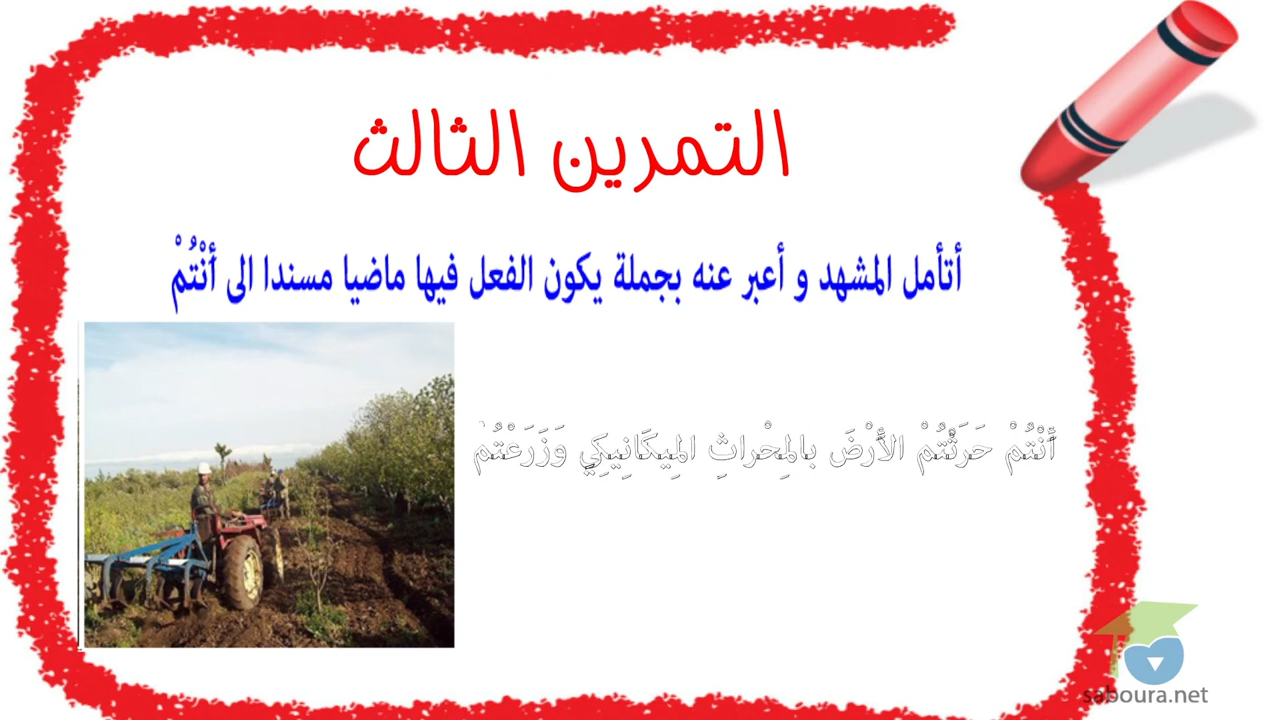 التمرين الثالث
أتأمل المشهد و أعبر عنه بجملة يكون الفعل فيها ماضيا مسندا الى أَنْتُمْ
أَنْتُمْ حَرَثْتُمْ الأَرْضَ بالمِحْراثِ المِيكَانِيكِي وَزَرَعْتُمْ
saboura.net